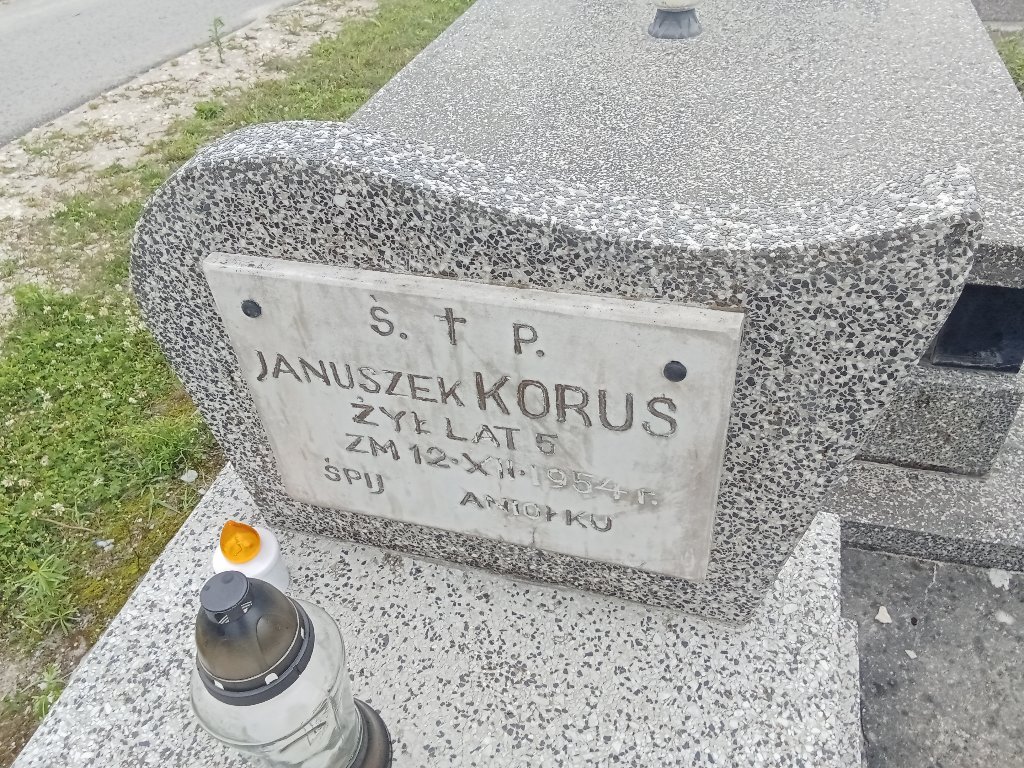 Ś. † P.
JANUSZEK KORUS
ŻYŁ LAT 5
ZM 12·XII·1954 r.
ŚPIJ ANIOŁKU